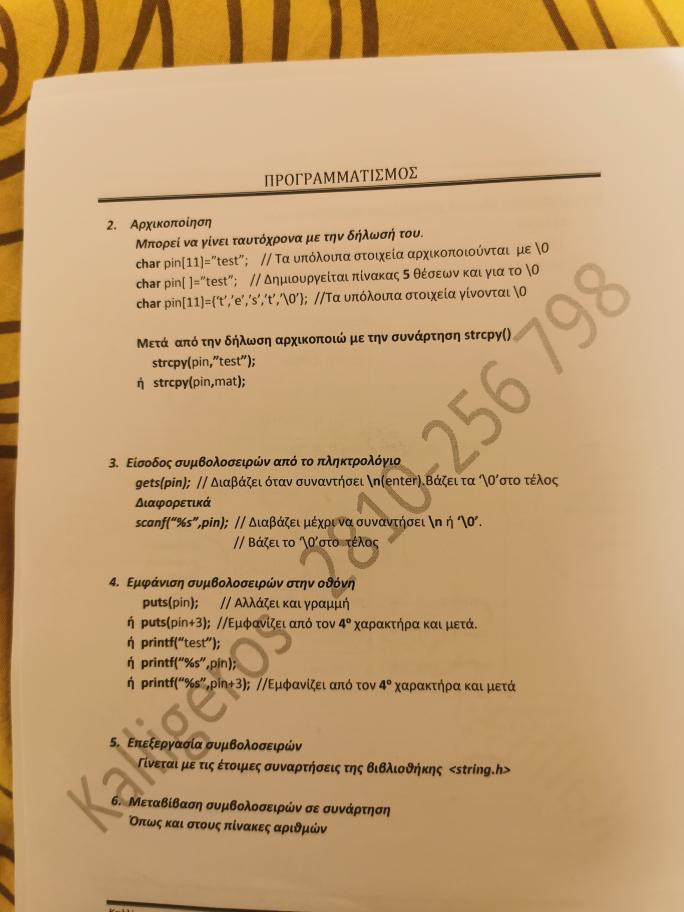 ΠΡΟΓΡΑΜΜΑΤΙΣΜΟΣ
2. Αρχικοποίηση
Μπορεί να γίνει ταυτόχρονα με την δήλωσή του.
char pin[11]=”test”; // Τα υπόλοιπα στοιχεία αρχικοποιούνται με \0
char pin[ ]=”test”; // Δημιουργείται πίνακας 5 θέσεων και για το \0
char pin[11]={‘t’,’e’,’s’,’t’,’\0’}; //Τα υπόλοιπα στοιχεία γίνονται \0
Μετά από την δήλωση αρχικοποιώ με την συνάρτηση strcpy()
strcpy(pin,”test”);
ή strcpy(pin,mat);
3. Είσοδος συμβολοσειρών από το πληκτρολόγιο
gets(pin); // Διαβάζει όταν συναντήσει \n(enter).Βάζει τα ‘\0’στο τέλος
Διαφορετικά
scanf(“%s”,pin); // Διαβάζει μέχρι να συναντήσει \n ή ‘\0’.
// Βάζει το ‘\0’στο τέλος
4. Εμφάνιση συμβολοσειρών στην οθόνη
puts(pin); // Αλλάζει και γραμμή
ή puts(pin+3); //Εμφανίζει από τον 4ο χαρακτήρα και μετά.
ή printf(“test”);
ή printf(“%s”,pin);
ή printf(“%s”,pin+3); //Εμφανίζει από τον 4ο χαρακτήρα και μετά
5. Επεξεργασία συμβολοσειρών
Γίνεται με τις έτοιμες συναρτήσεις της βιβλιοθήκης <string.h>
6. Μεταβίβαση συμβολοσειρών σε συνάρτηση
Όπως και στους πίνακες αριθμών
Kalligeros 2810-256 798